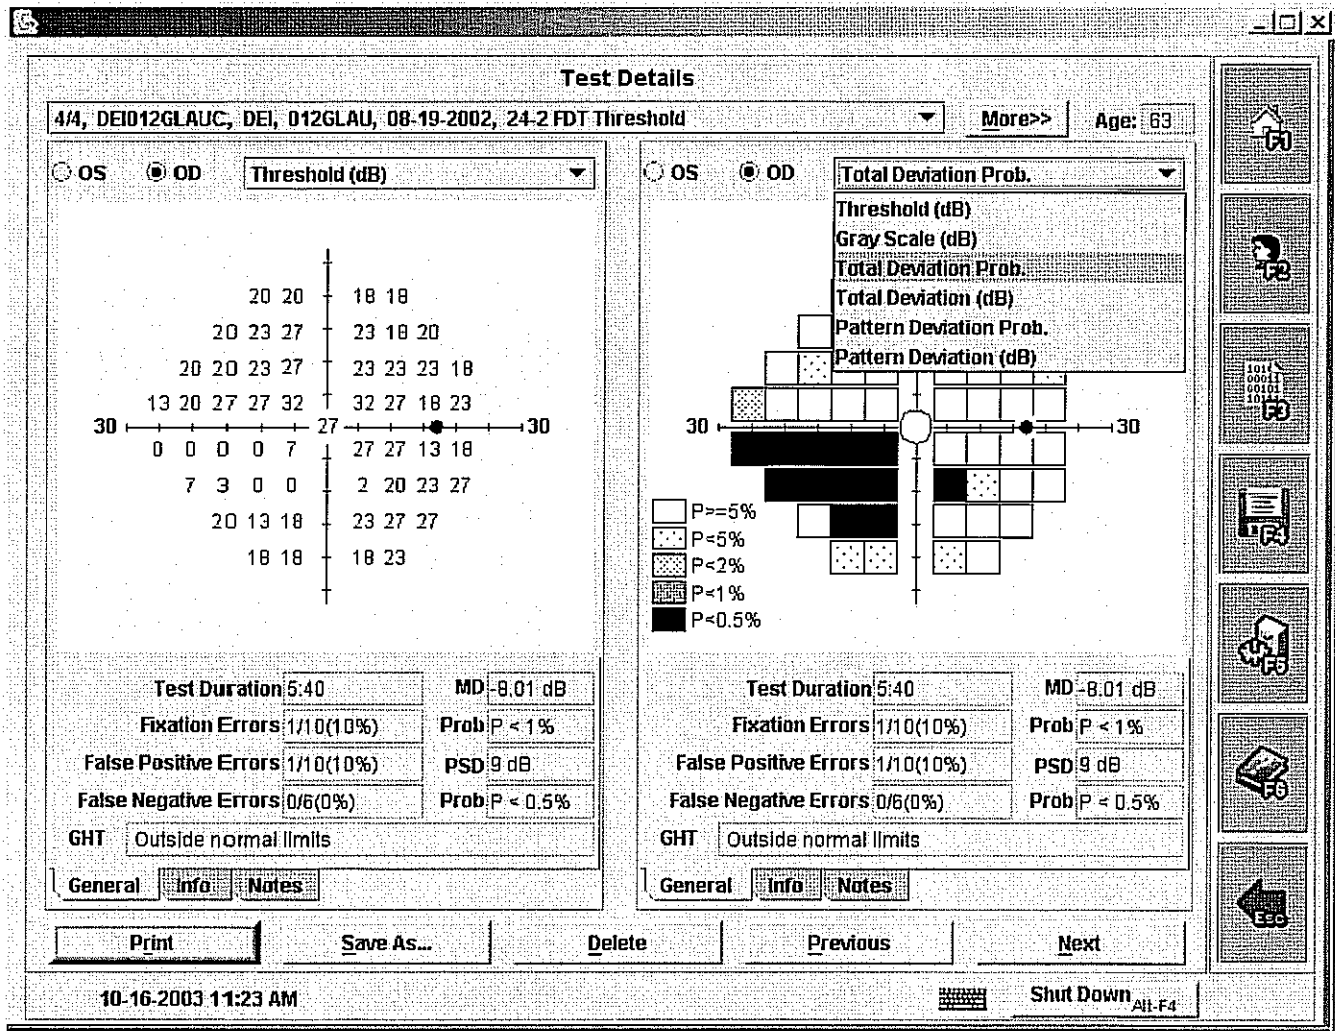 Test Details
4/4, DEI012GLAUC, DEI, 012GLAU, 08-19-2002, 24-2 FDT Threshold More>> Age: 63
OS OD Threshold (dB) OS OD Total Deviation Prob.
Threshold (dB)
Gray Scale (dB)
Total Deviation Prob.
Total Deviation (dB)
Pattern Deviation Prob.
Pattern Deviation (dB)
20 20 18 18
20 23 27 23 18 20
20 20 23 27 23 23 23 18
13 20 27 27 32 32 27 18 23
30 27 30 30 30
0 0 0 0 7 27 27 13 18
7 3 0 0 2 20 23 27
20 13 18 23 27 27
18 18 18 23
P>=5%
P<5%
P<2%
P<1%
P<0.5%
Test Duration 5:40 MD -8.01 dB Test Duration 5:40 MD -8.01 dB
Fixation Errors 1/10(10%) Prob P < 1% Fixation Errors 1/10(10%) Prob P < 1%
False Positive Errors 1/10(10%) PSD 9 dB False Positive Errors 1/10(10%) PSD 9 dB
False Negative Errors 0/6(0%) Prob P < 0.5% False Negative Errors 0/6(0%) Prob P < 0.5%
GHT Outside normal limits GHT Outside normal limits
General Info Notes General Info Notes
Print Save As... Delete Previous Next
10-16-2003 11:23 AM Shut Down Alt-F4
F1
F2
F3
F4
F5
F6
ESC